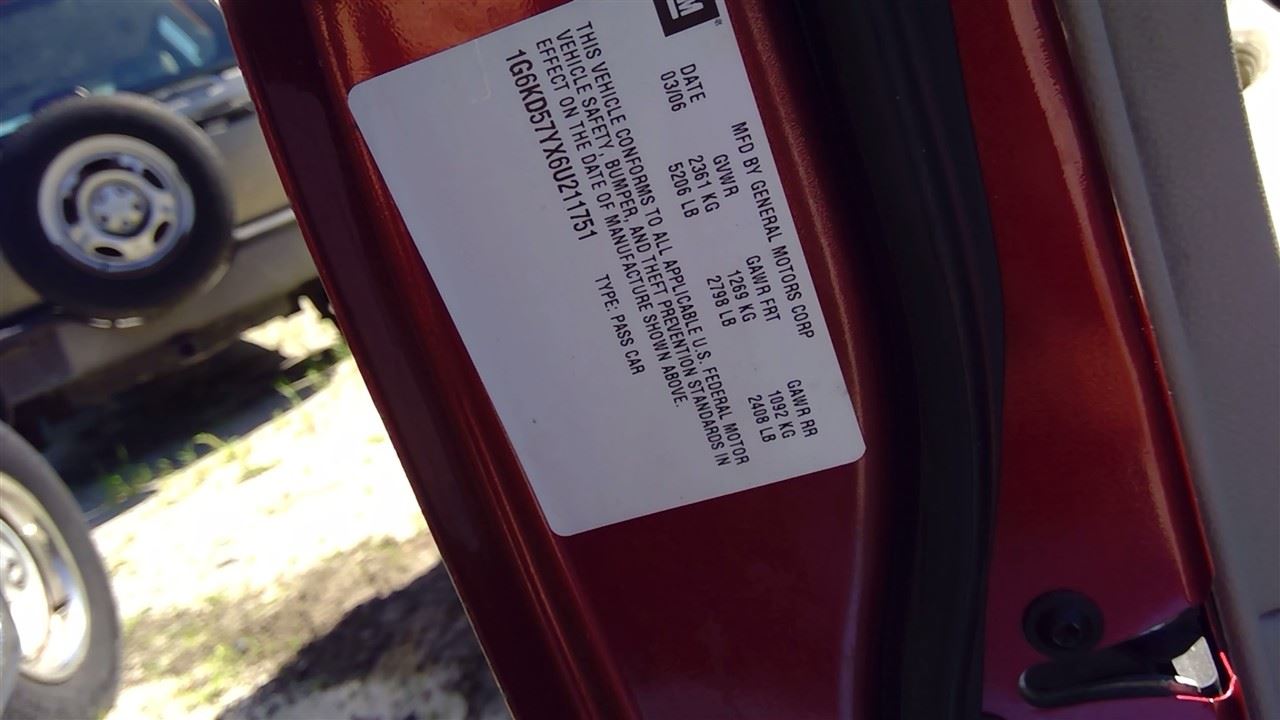 GM
MFD BY GENERAL MOTORS CORP
DATE GVWR GAWR FRT GAWR RR
03/06 2361 KG 1269 KG 1092 KG
5206 LB 2798 LB 2408 LB
THIS VEHICLE CONFORMS TO ALL APPLICABLE U.S. FEDERAL MOTOR
VEHICLE SAFETY, BUMPER, AND THEFT PREVENTION STANDARDS IN
EFFECT ON THE DATE OF MANUFACTURE SHOWN ABOVE.
1G6KD57YX6U211751 TYPE: PASS CAR